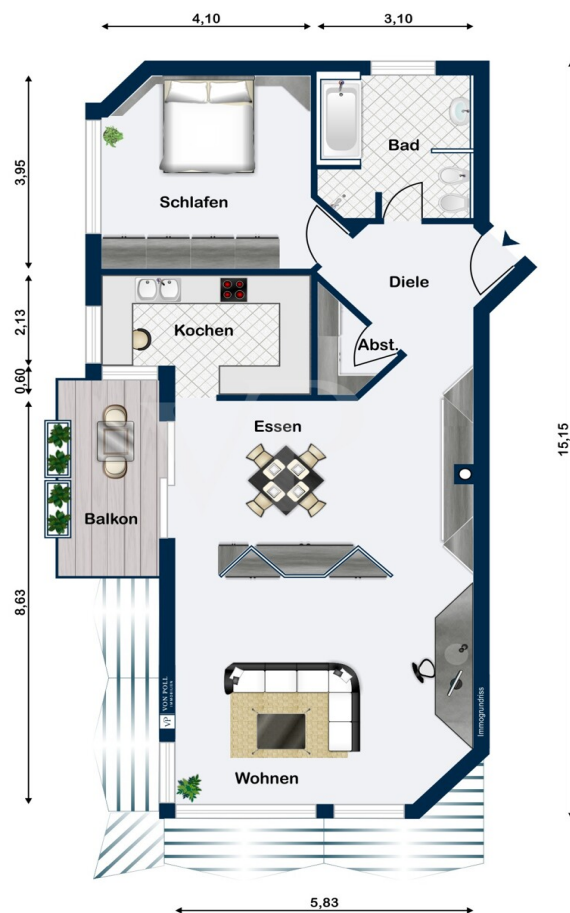 4,10
3,10
Bad
3,95
Schlafen
Diele
2,13
Kochen
Abst.
0,60
Essen
15,15
Balkon
8,63
VP VON POLL
IMMOBILIEN
Immogrundriss
Wohnen
5,83